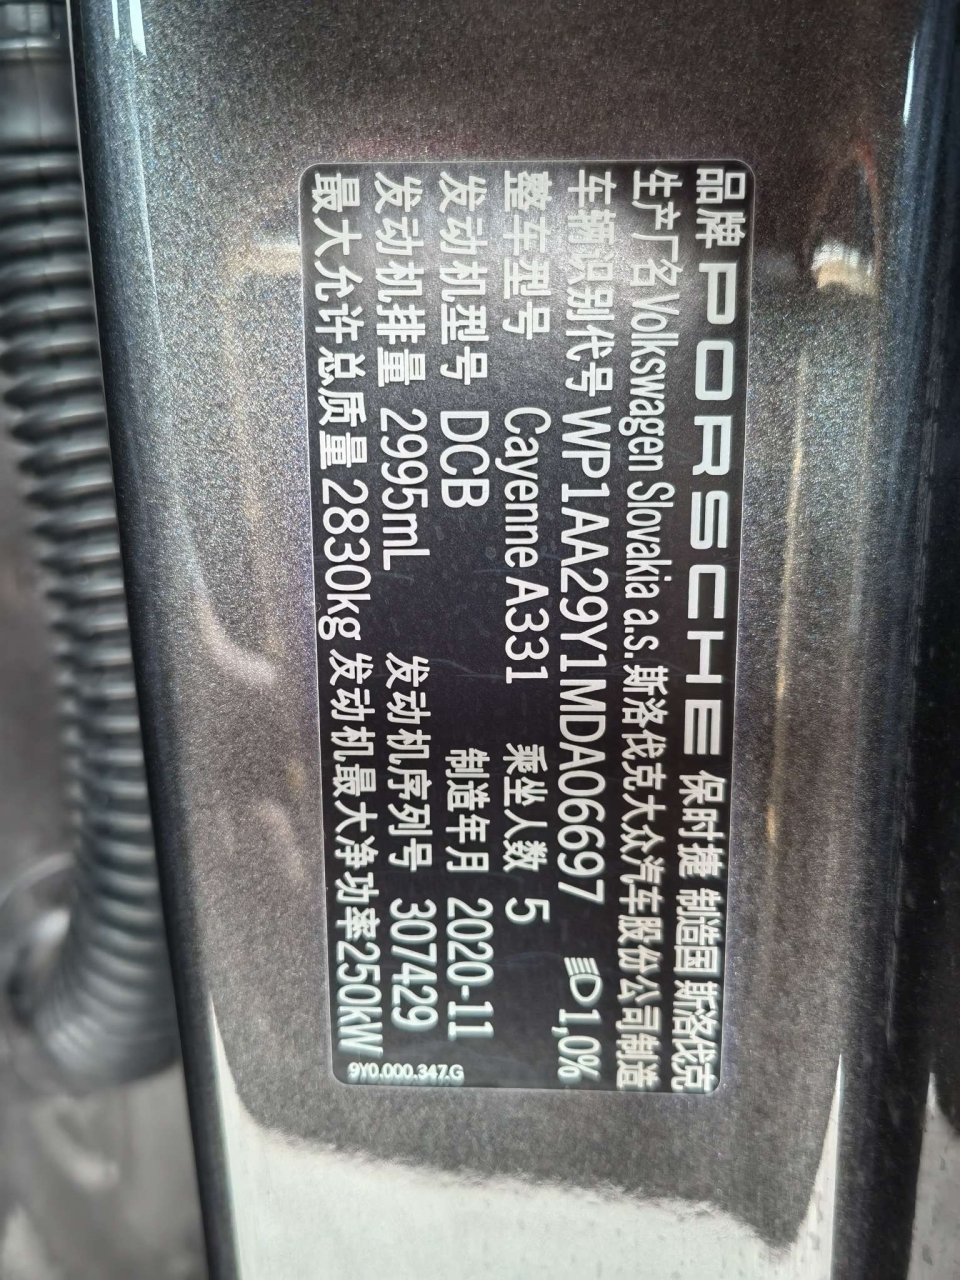 品牌 PORSCHE 保时捷 制造国 斯洛伐克
生产厂名 Volkswagen Slovakia a.s. 斯洛伐克大众汽车股份公司制造
车辆识别代号 WP1AA29Y1MDA06697 1,0%
整车型号 Cayenne A331 乘坐人数 5
发动机型号 DCB 制造年月 2020-11
发动机排量 2995mL 发动机序列号 307429
最大允许总质量 2830kg 发动机最大净功率250kW
9Y0.000.347.G